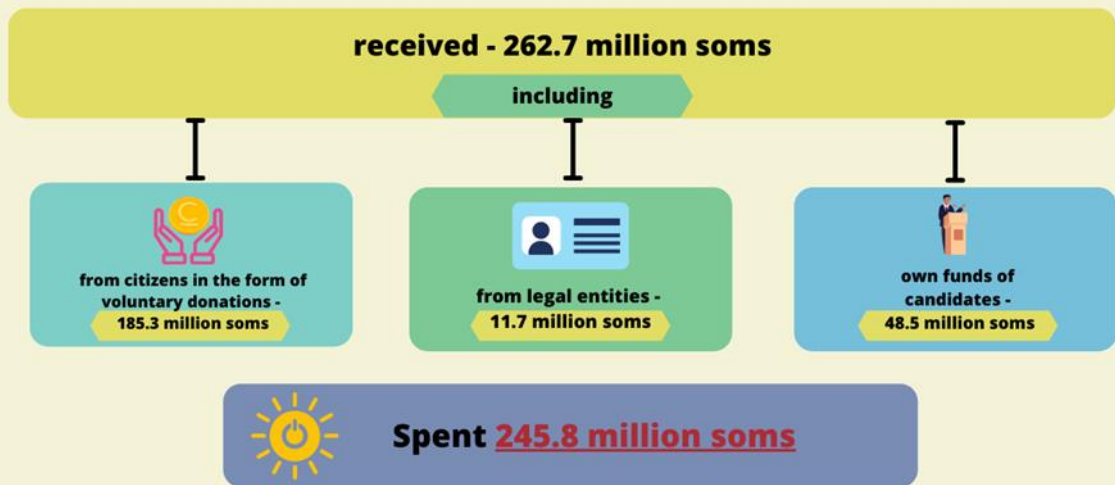 received - 262.7 million soms
including
from citizens in the form of
voluntary donations -
185.3 million soms
from legal entities -
11.7 million soms
own funds of
candidates -
48.5 million soms
Spent 245.8 million soms